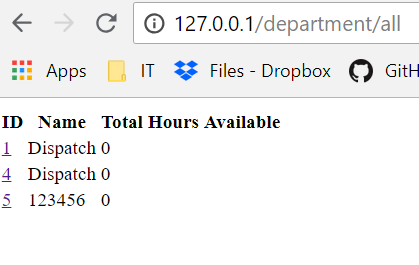 127.0.0.1/department/all
Apps IT Files - Dropbox GitH
ID Name Total Hours Available
1 Dispatch 0
4 Dispatch 0
5 123456 0